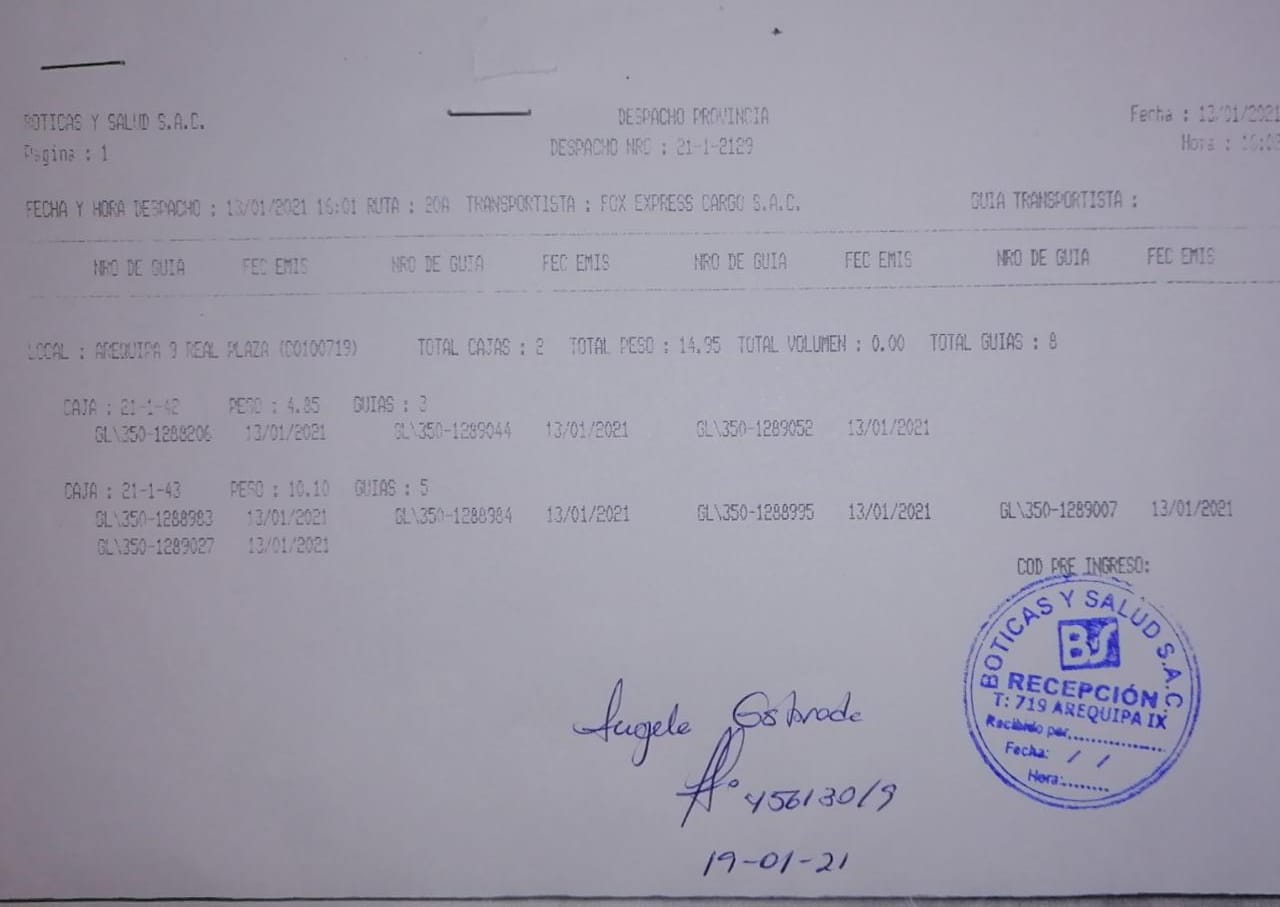 BOTICAS Y SALUD S.A.C.
DESPACHO PROVINCIA
Fecha : 13/01/2021
Pagina : 1
DESPACHO NRO : 21-1-2129
Hora :
FECHA Y HORA DESPACHO : 13/01/2021 16:01 RUTA : 20A TRANSPORTISTA : FOX EXPRESS CARGO S.A.C. GUIA TRANSPORTISTA :
NRO DE GUIA FEC EMIS NRO DE GUIA FEC EMIS NRO DE GUIA FEC EMIS NRO DE GUIA FEC EMIS
LOCAL : AREQUIPA 9 REAL PLAZA (C0100719) TOTAL CAJAS : 2 TOTAL PESO : 14.95 TOTAL VOLUMEN : 0.00 TOTAL GUIAS : 8
CAJA : 21-1-42 PESO : 4.85 GUIAS : 3
GL\350-1288206 13/01/2021 GL\350-1289044 13/01/2021 GL\350-1289052 13/01/2021
CAJA : 21-1-43 PESO : 10.10 GUIAS : 5
GL\350-1288983 13/01/2021 GL\350-1288984 13/01/2021 GL\350-1288995 13/01/2021 GL\350-1289007 13/01/2021
GL\350-1289027 13/01/2021
COD PRE INGRESO:
BOTICAS Y SALUD S.A.C.
BS
RECEPCIÓN
T: 719 AREQUIPA IX
Recibido por:
Fecha: / /
Hora:
Angela Estrada
45613019
19-01-21